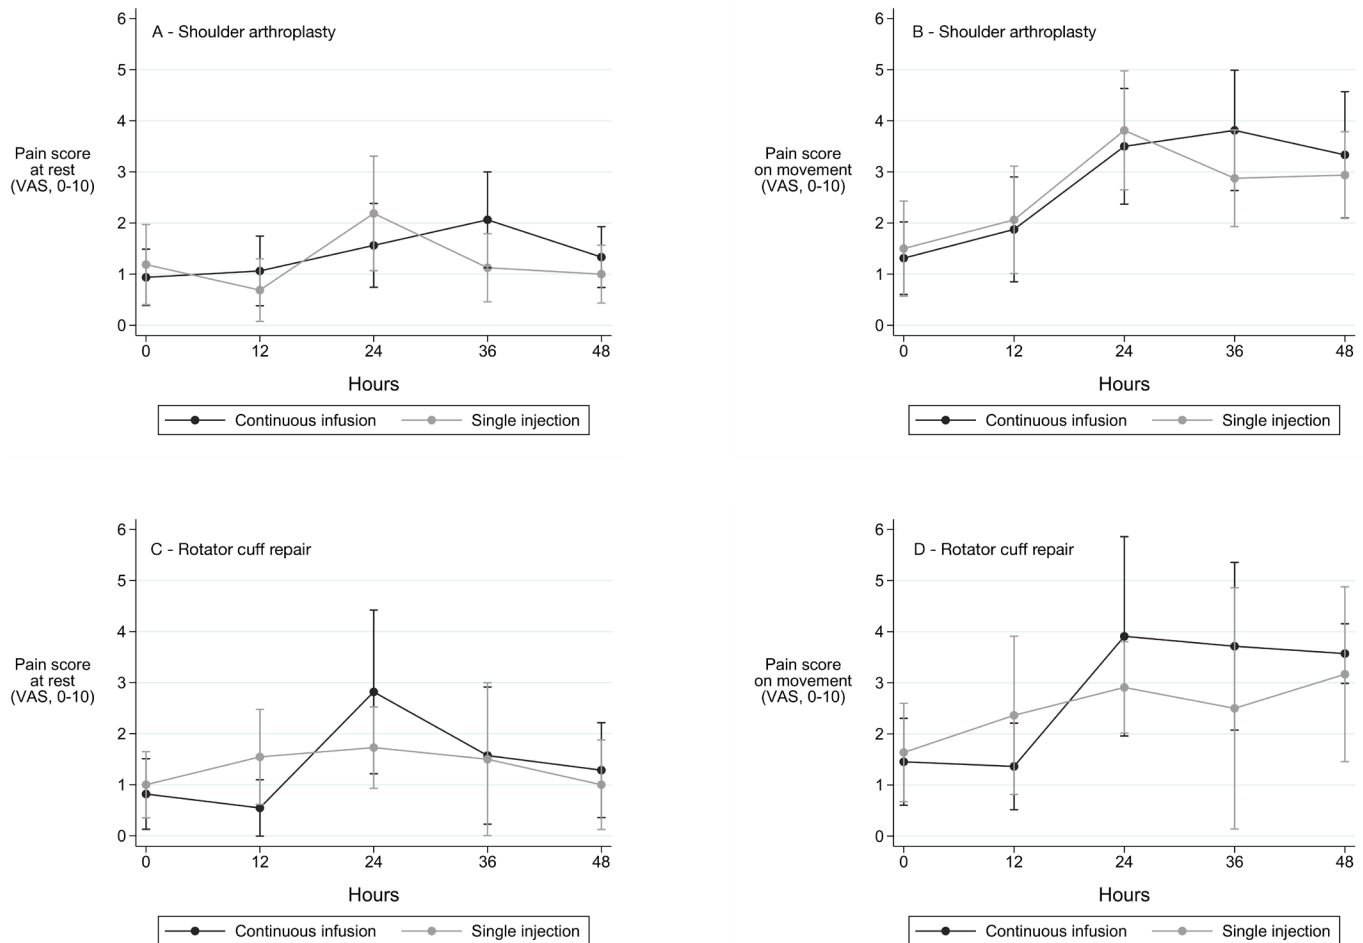 A - Shoulder arthroplasty
6
5
4
3
2
1
0
Pain score
at rest
(VAS, 0-10)
0 12 24 36 48
Hours
Continuous infusion Single injection
B - Shoulder arthroplasty
6
5
4
3
2
1
0
Pain score
on movement
(VAS, 0-10)
0 12 24 36 48
Hours
Continuous infusion Single injection
C - Rotator cuff repair
6
5
4
3
2
1
0
Pain score
at rest
(VAS, 0-10)
0 12 24 36 48
Hours
Continuous infusion Single injection
D - Rotator cuff repair
6
5
4
3
2
1
0
Pain score
on movement
(VAS, 0-10)
0 12 24 36 48
Hours
Continuous infusion Single injection